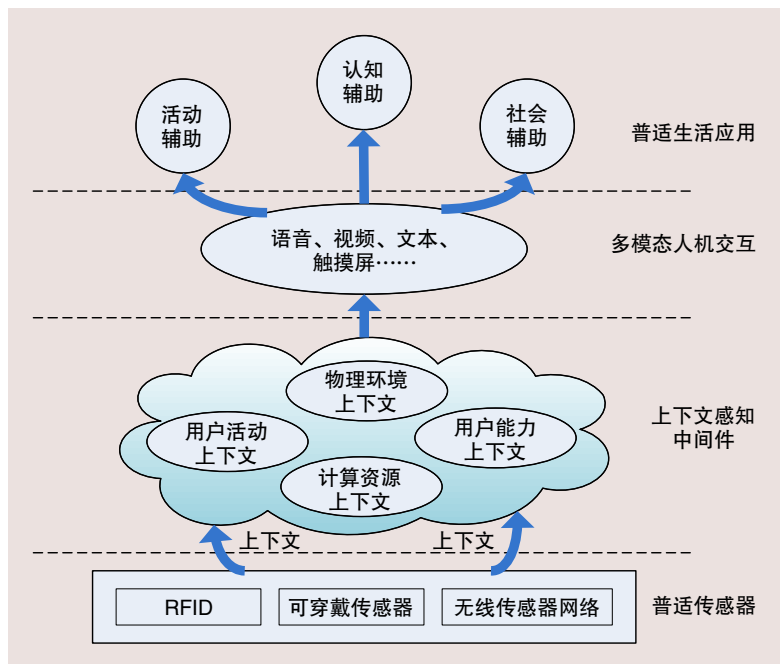 认知
辅助
活动
辅助
社会
辅助
普适生活应用
语音、视频、文本、
触摸屏……
多模态人机交互
物理环境
上下文
用户活动
上下文
用户能力
上下文
计算资源
上下文
上下文感知
中间件
上下文
上下文
RFID
可穿戴传感器
无线传感器网络
普适传感器